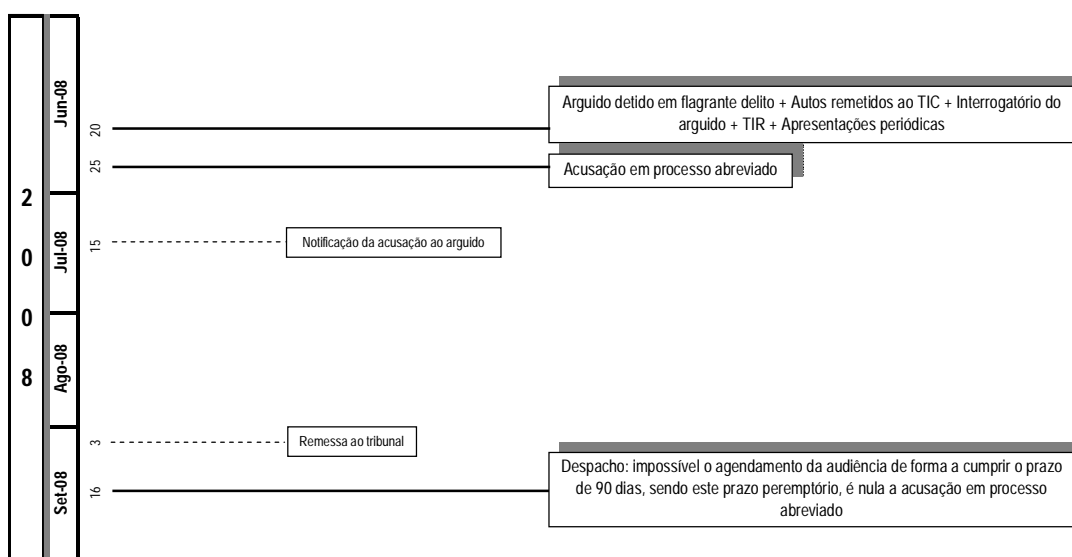 2
0
0
8
Jun-08
20
Arguido detido em flagrante delito + Autos remetidos ao TIC + Interrogatório do
arguido + TIR + Apresentações periódicas
25
Acusação em processo abreviado
Jul-08
15
Notificação da acusação ao arguido
Ago-08
Set-08
3
Remessa ao tribunal
16
Despacho: impossível o agendamento da audiência de forma a cumprir o prazo
de 90 dias, sendo este prazo peremptório, é nula a acusação em processo
abreviado